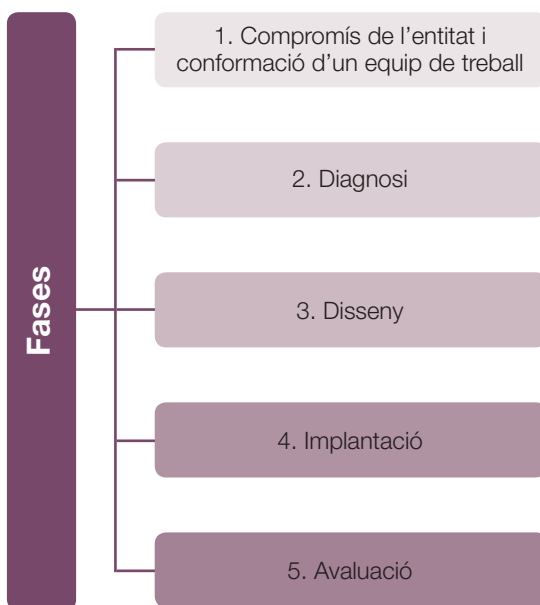 Fases
1. Compromís de l’entitat i
conformació d’un equip de treball
2. Diagnosi
3. Disseny
4. Implantació
5. Avaluació